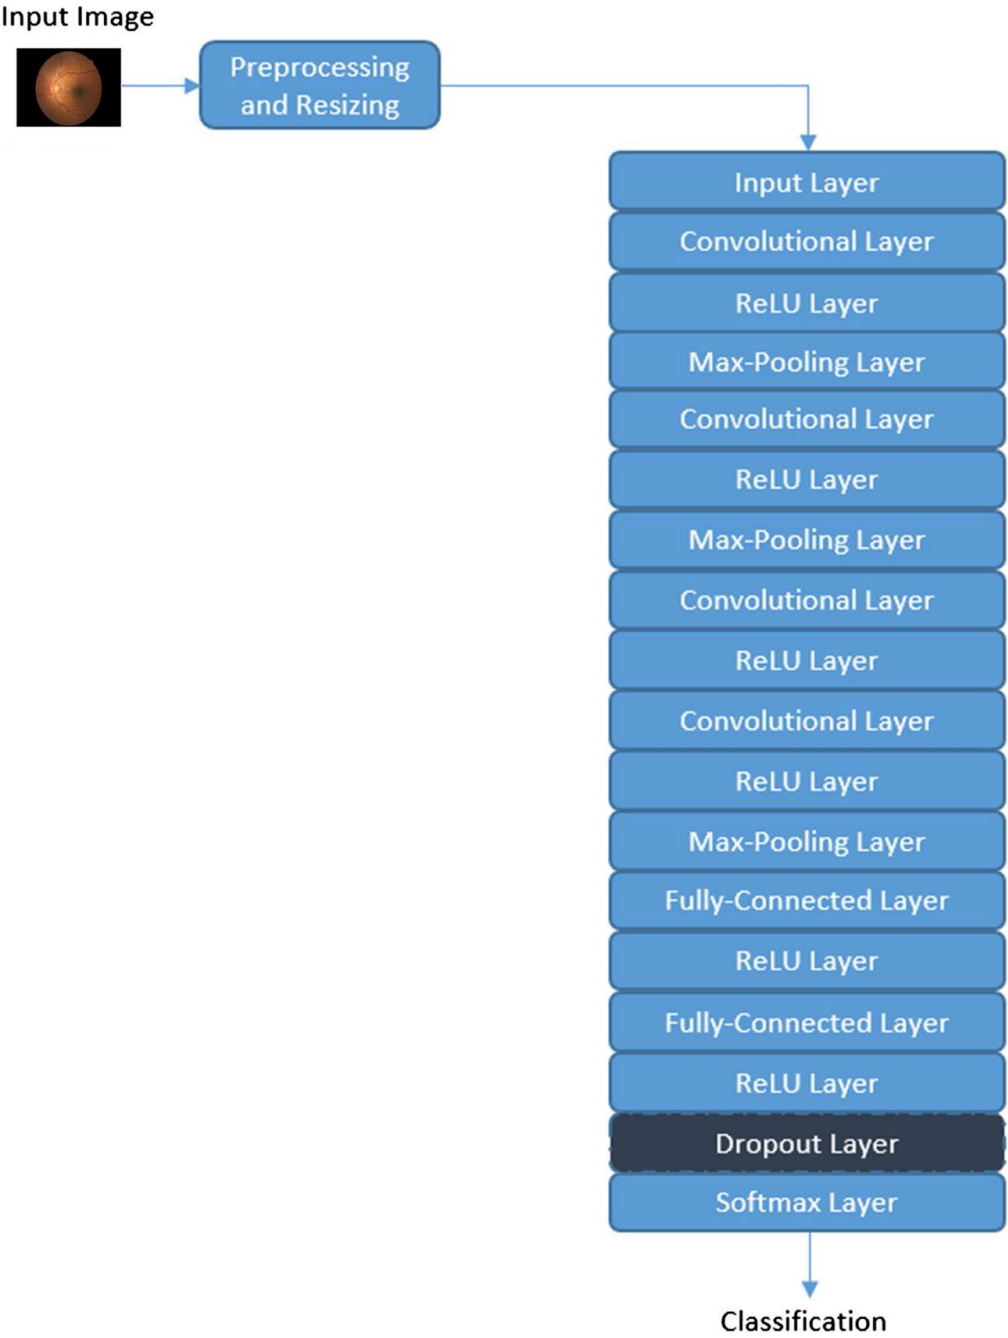 Input Image
Preprocessing
and Resizing
Input Layer
Convolutional Layer
ReLU Layer
Max-Pooling Layer
Convolutional Layer
ReLU Layer
Max-Pooling Layer
Convolutional Layer
ReLU Layer
Convolutional Layer
ReLU Layer
Max-Pooling Layer
Fully-Connected Layer
ReLU Layer
Fully-Connected Layer
ReLU Layer
Dropout Layer
Softmax Layer
Classification